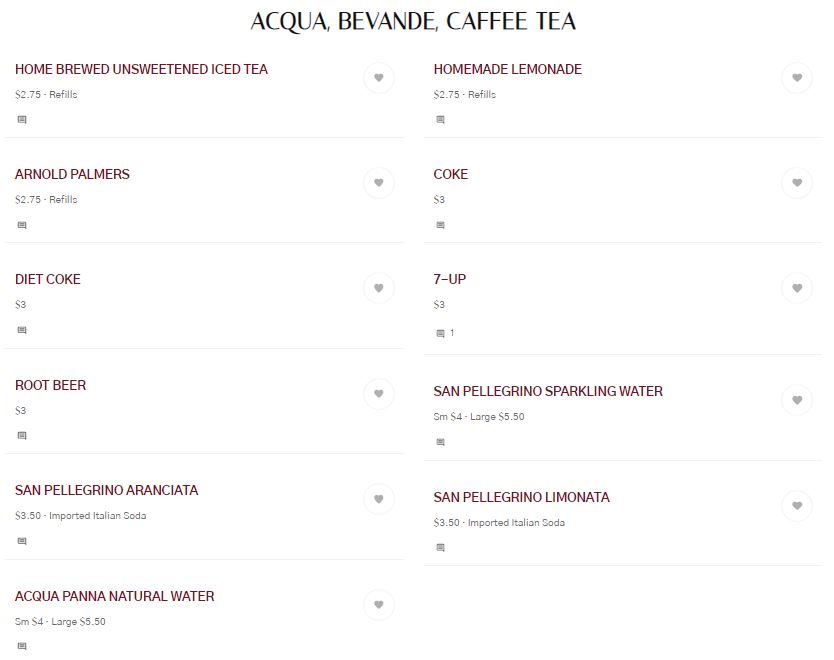 ACQUA, BEVANDE, CAFFEE TEA
HOME BREWED UNSWEETENED ICED TEA
$2.75 · Refills
HOMEMADE LEMONADE
$2.75 · Refills
ARNOLD PALMERS
$2.75 · Refills
COKE
$3
DIET COKE
$3
7-UP
$3
1
ROOT BEER
$3
SAN PELLEGRINO SPARKLING WATER
Sm $4 · Large $5.50
SAN PELLEGRINO ARANCIATA
$3.50 · Imported Italian Soda
SAN PELLEGRINO LIMONATA
$3.50 · Imported Italian Soda
ACQUA PANNA NATURAL WATER
Sm $4 · Large $5.50